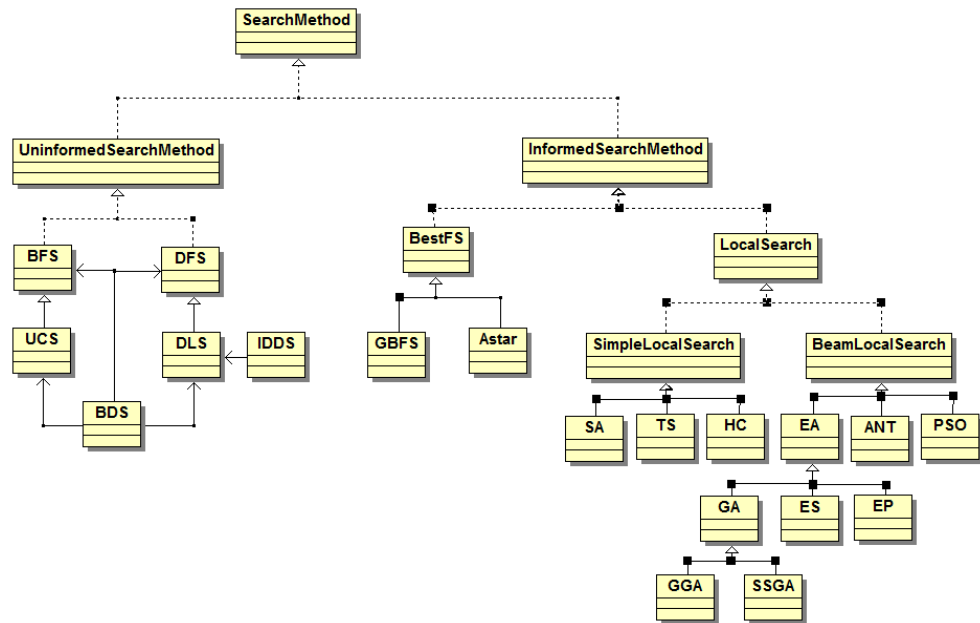 SearchMethod
UninformedSearchMethod
InformedSearchMethod
BFS
DFS
BestFS
LocalSearch
UCS
DLS
IDDS
GBFS
Astar
SimpleLocalSearch
BeamLocalSearch
BDS
SA
TS
HC
EA
ANT
PSO
GA
ES
EP
GGA
SSGA